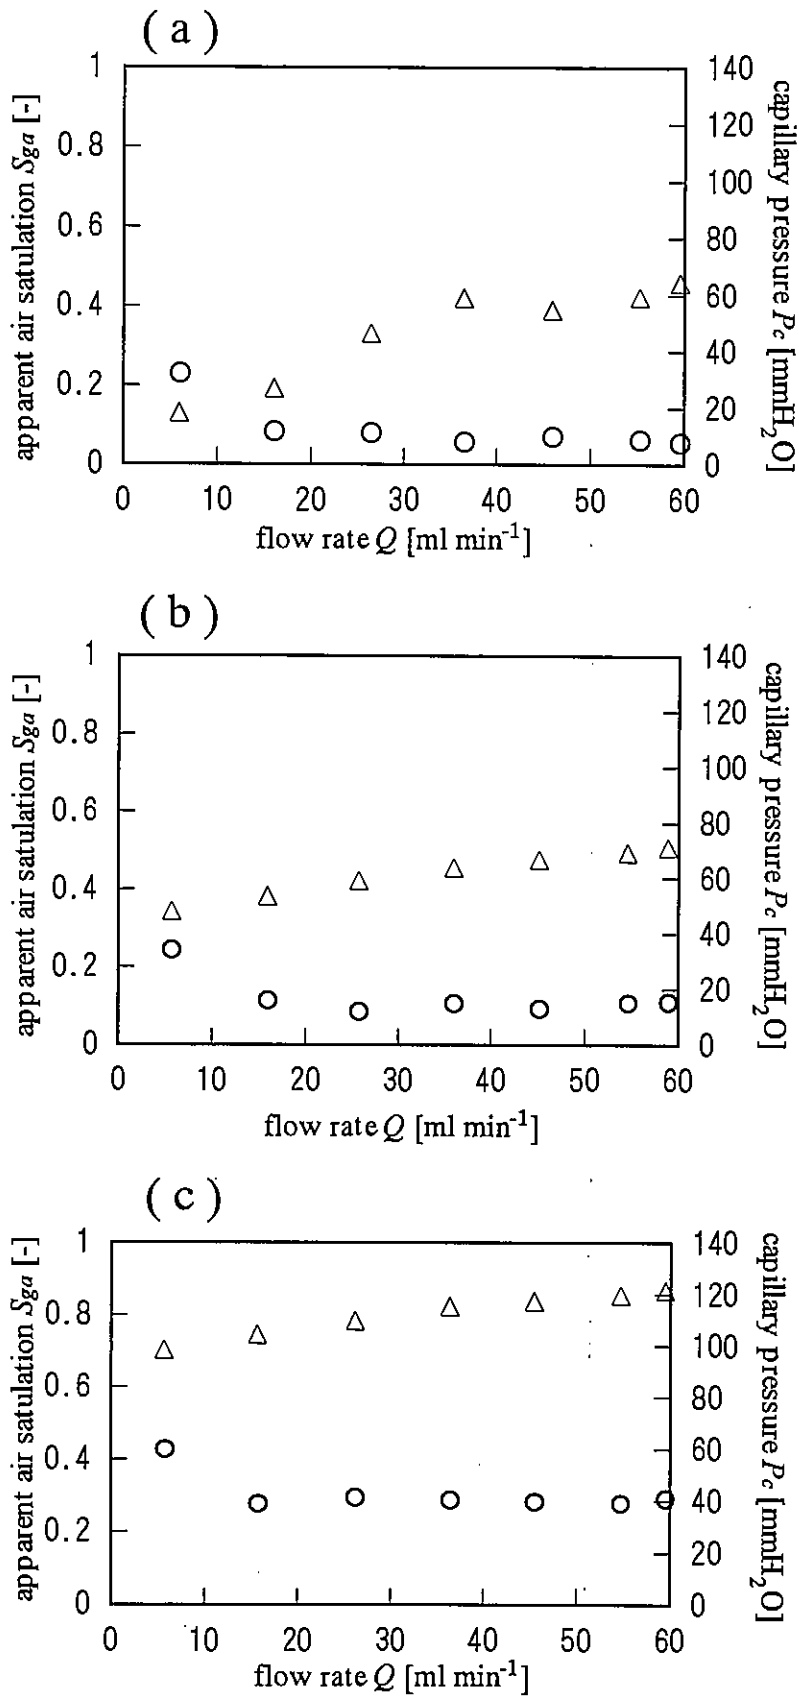 ( a )
1
0.8
0.6
0.4
0.2
0
140
120
100
80
60
40
20
0
0 10 20 30 40 50 60
apparent air satulation Sga [-]
capillary pressure Pc [mmH2O]
flow rate Q [ml min-1]
( b )
1
0.8
0.6
0.4
0.2
0
140
120
100
80
60
40
20
0
0 10 20 30 40 50 60
apparent air satulation Sga [-]
capillary pressure Pc [mmH2O]
flow rate Q [ml min-1]
( c )
1
0.8
0.6
0.4
0.2
0
140
120
100
80
60
40
20
0
0 10 20 30 40 50 60
apparent air satulation Sga [-]
capillary pressure Pc [mmH2O]
flow rate Q [ml min-1]